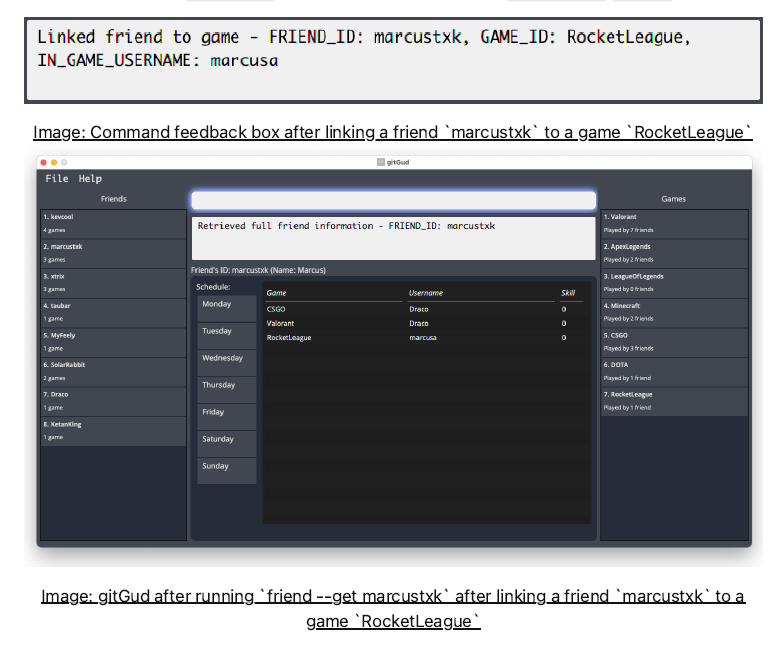 Linked friend to game - FRIEND_ID: marcustxk, GAME_ID: RocketLeague,
IN_GAME_USERNAME: marcusa
Image: Command feedback box after linking a friend `marcustxk` to a game `RocketLeague`
gitGud
File Help
Friends
1. kevcool
4 games
2. marcustxk
3 games
3. xtrix
3 games
4. taubar
1 game
5. MyFeely
1 game
6. SolarRabbit
2 games
7. Draco
1 game
8. KetanKing
1 game
Retrieved full friend information - FRIEND_ID: marcustxk
Friend's ID: marcustxk (Name: Marcus)
Schedule:
Monday
Tuesday
Wednesday
Thursday
Friday
Saturday
Sunday
Game Username Skill
CSGO Draco 0
Valorant Draco 0
RocketLeague marcusa 0
Games
1. Valorant
Played by 7 friends
2. ApexLegends
Played by 2 friends
3. LeagueOfLegends
Played by 0 friends
4. Minecraft
Played by 2 friends
5. CSGO
Played by 3 friends
6. DOTA
Played by 1 friend
7. RocketLeague
Played by 1 friend
Image: gitGud after running `friend --get marcustxk` after linking a friend `marcustxk` to a
game `RocketLeague`